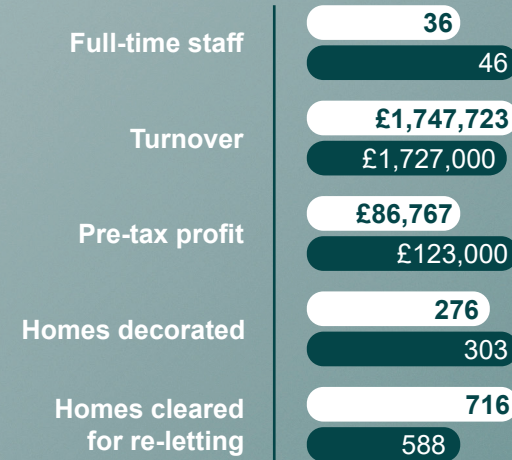 Full-time staff
36
46
Turnover
£1,747,723
£1,727,000
Pre-tax profit
£86,767
£123,000
Homes decorated
276
303
Homes cleared
for re-letting
716
588